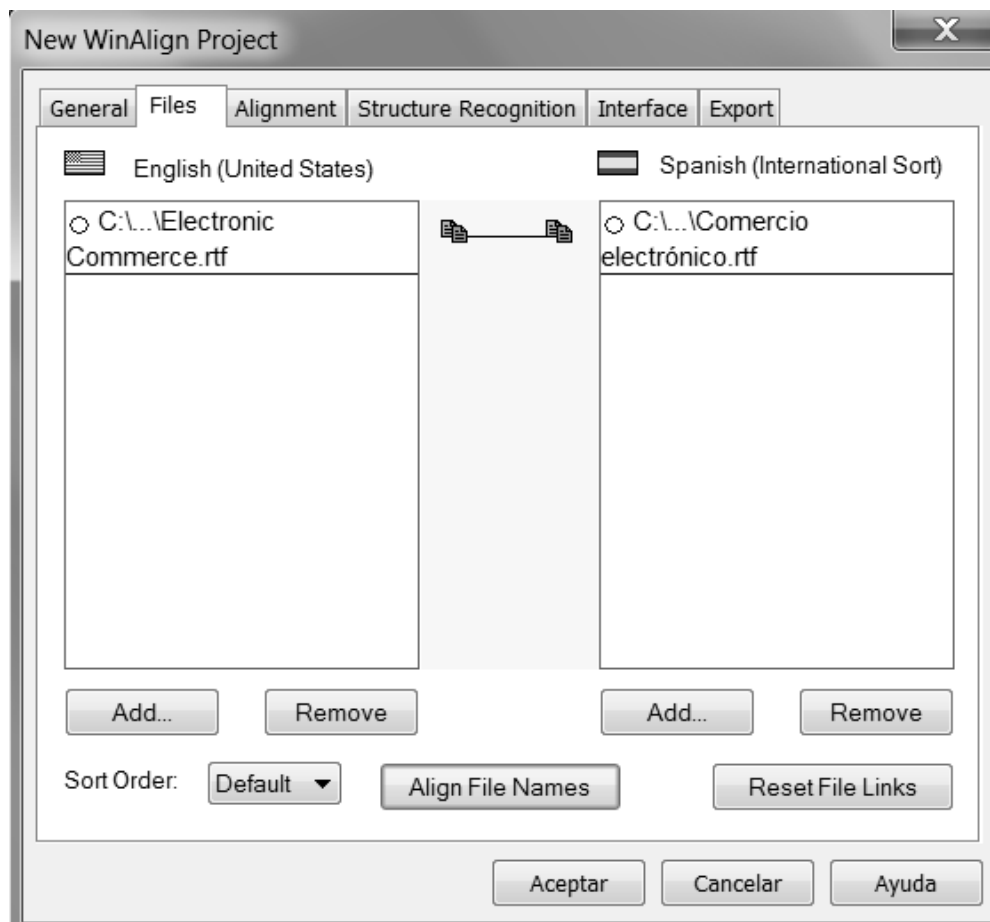 New WinAlign Project
X
General Files Alignment Structure Recognition Interface Export
English (United States) Spanish (International Sort)
C:\...\Electronic
Commerce.rtf
C:\...\Comercio
electrónico.rtf
Add... Remove Add... Remove
Sort Order: Default Align File Names Reset File Links
Aceptar Cancelar Ayuda